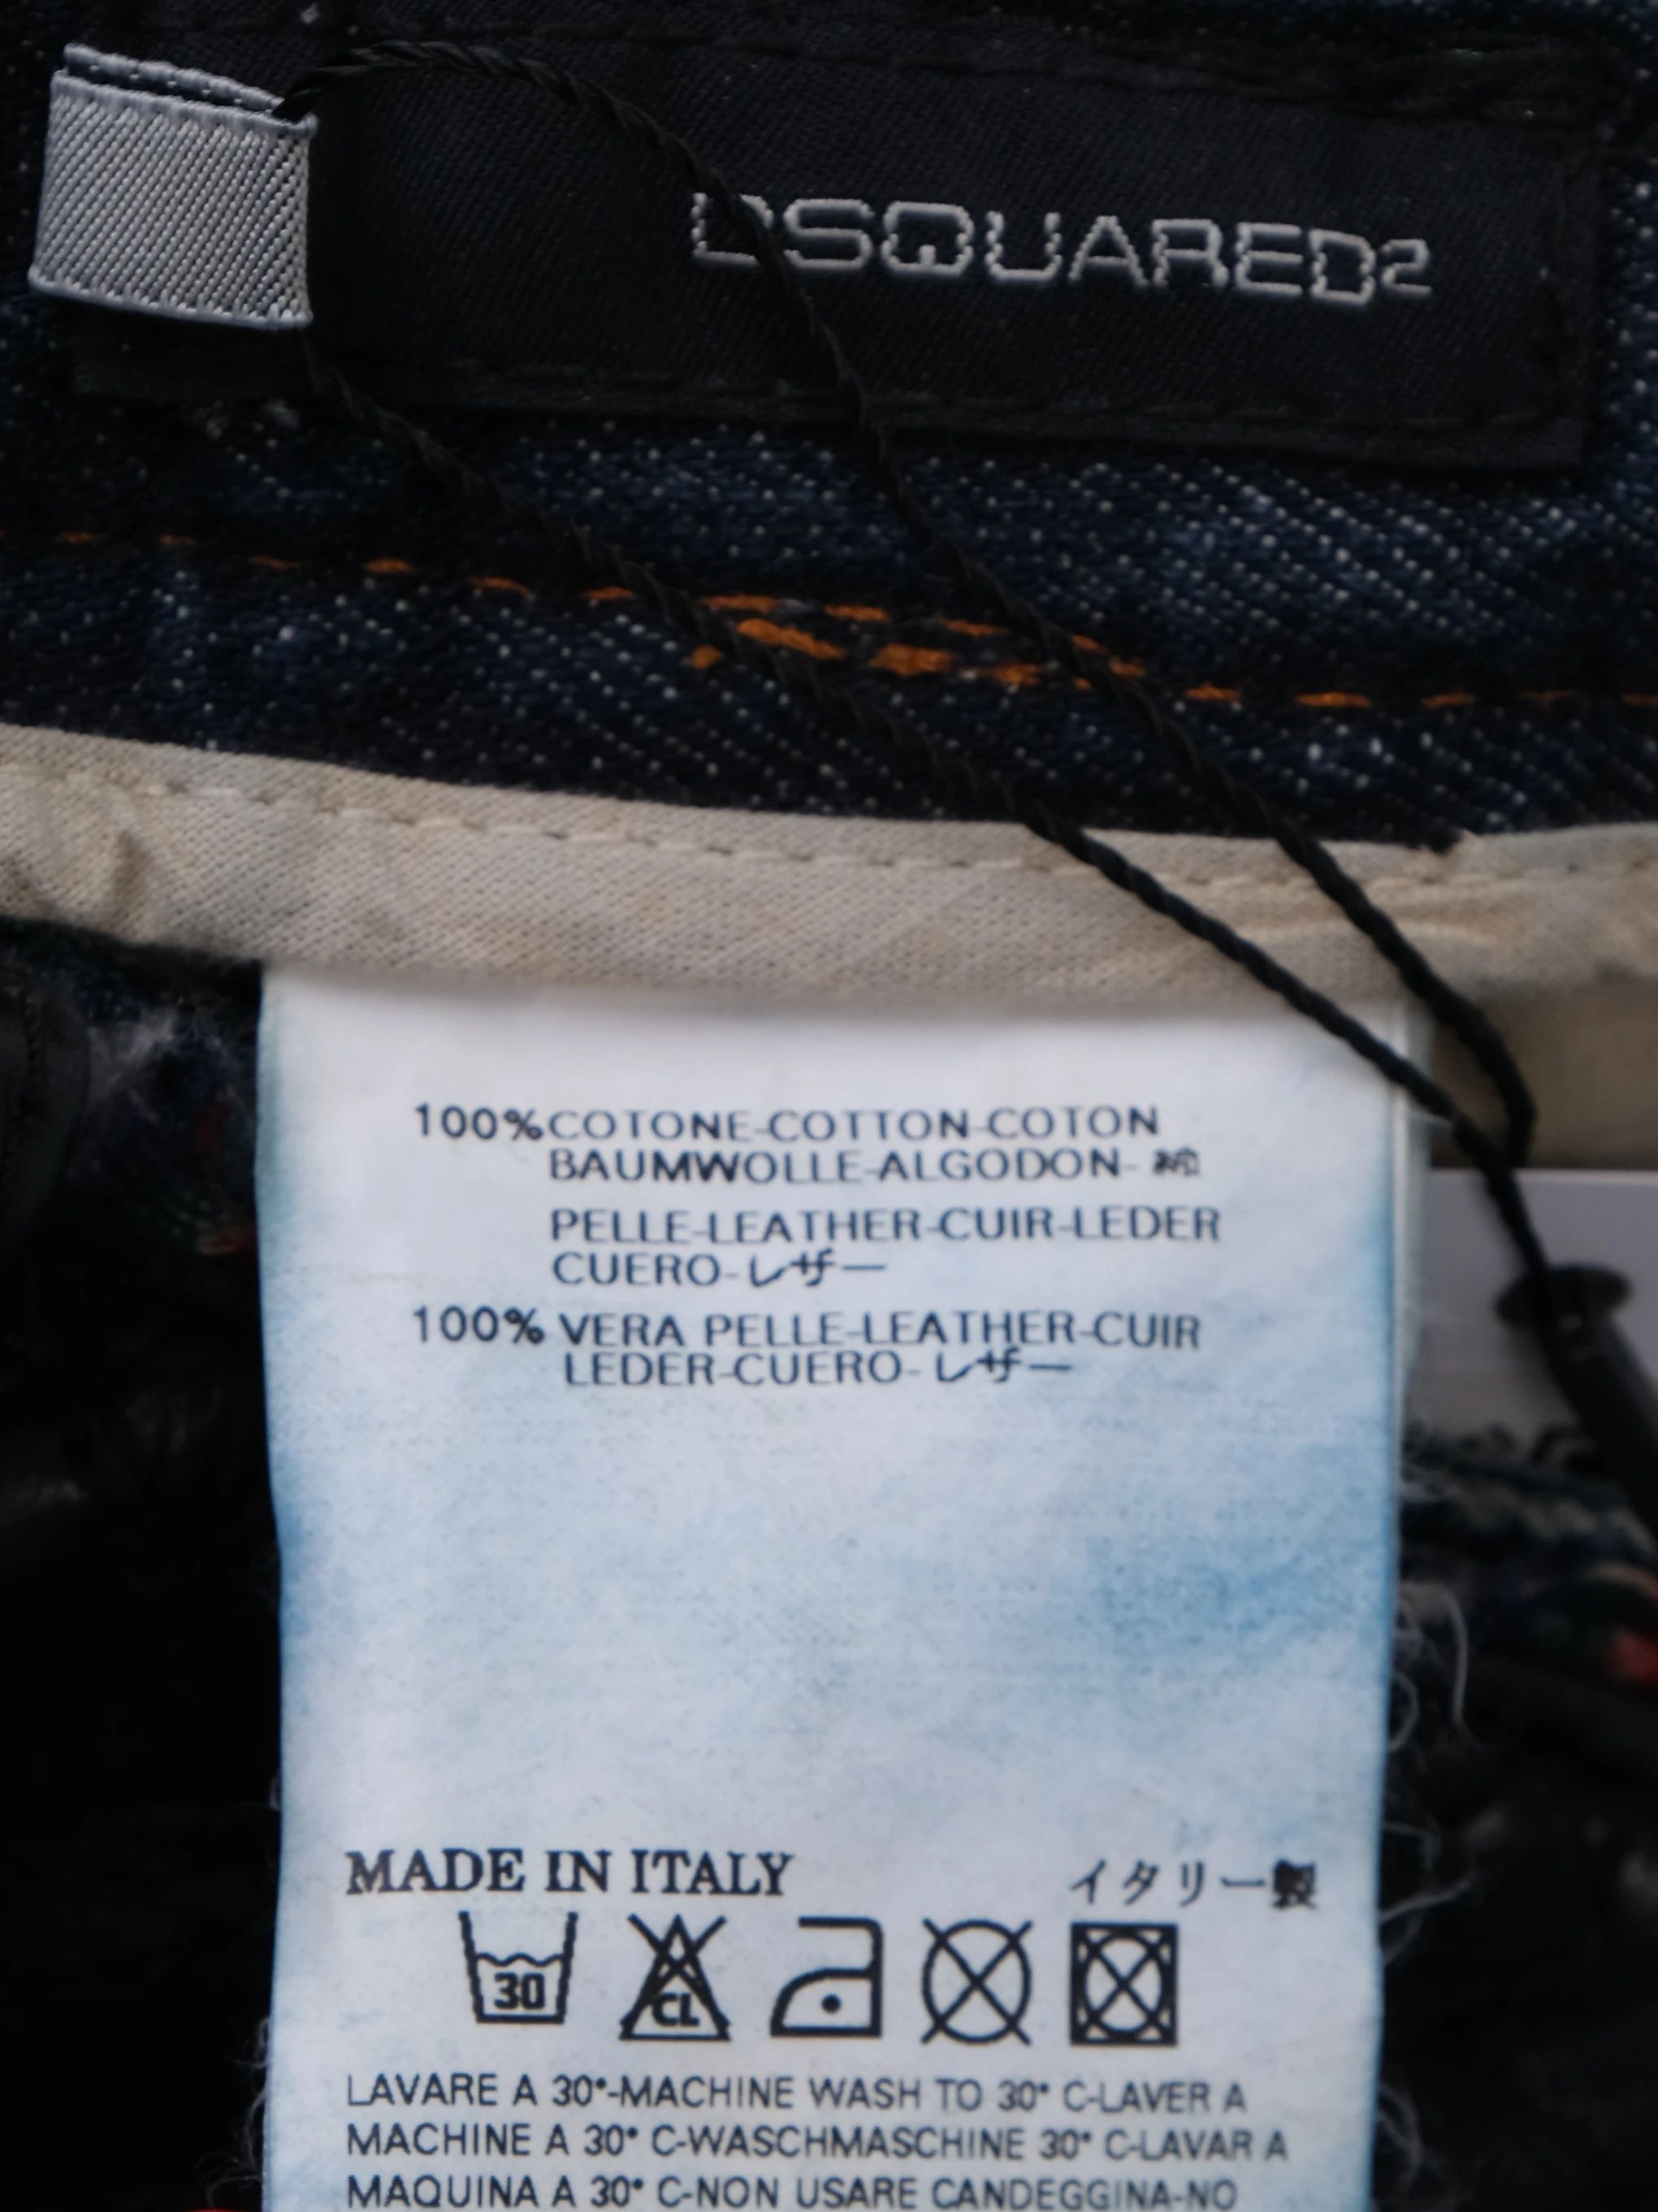 DSQUARED2
100% COTONE-COTTON-COTON
BAUMWOLLE-ALGODON- 綿
PELLE-LEATHER-CUIR-LEDER
CUERO-レザー
100% VERA PELLE-LEATHER-CUIR
LEDER-CUERO-レザー
MADE IN ITALY イタリー製
30 CL
LAVARE A 30°-MACHINE WASH TO 30° C-LAVER A
MACHINE A 30° C-WASCHMASCHINE 30° C-LAVAR A
MAQUINA A 30° C-NON USARE CANDEGGINA-NO